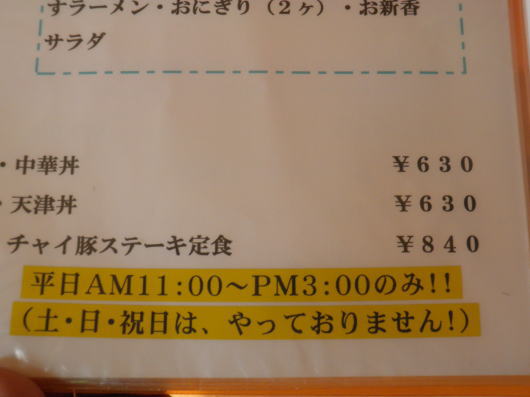 すラーメン・おにぎり（2ヶ）・お新香
サラダ
・中華丼 ￥630
・天津丼 ￥630
チャイ豚ステーキ定食 ￥840
平日AM11:00～PM3:00のみ!!
（土・日・祝日は、やっておりません!）